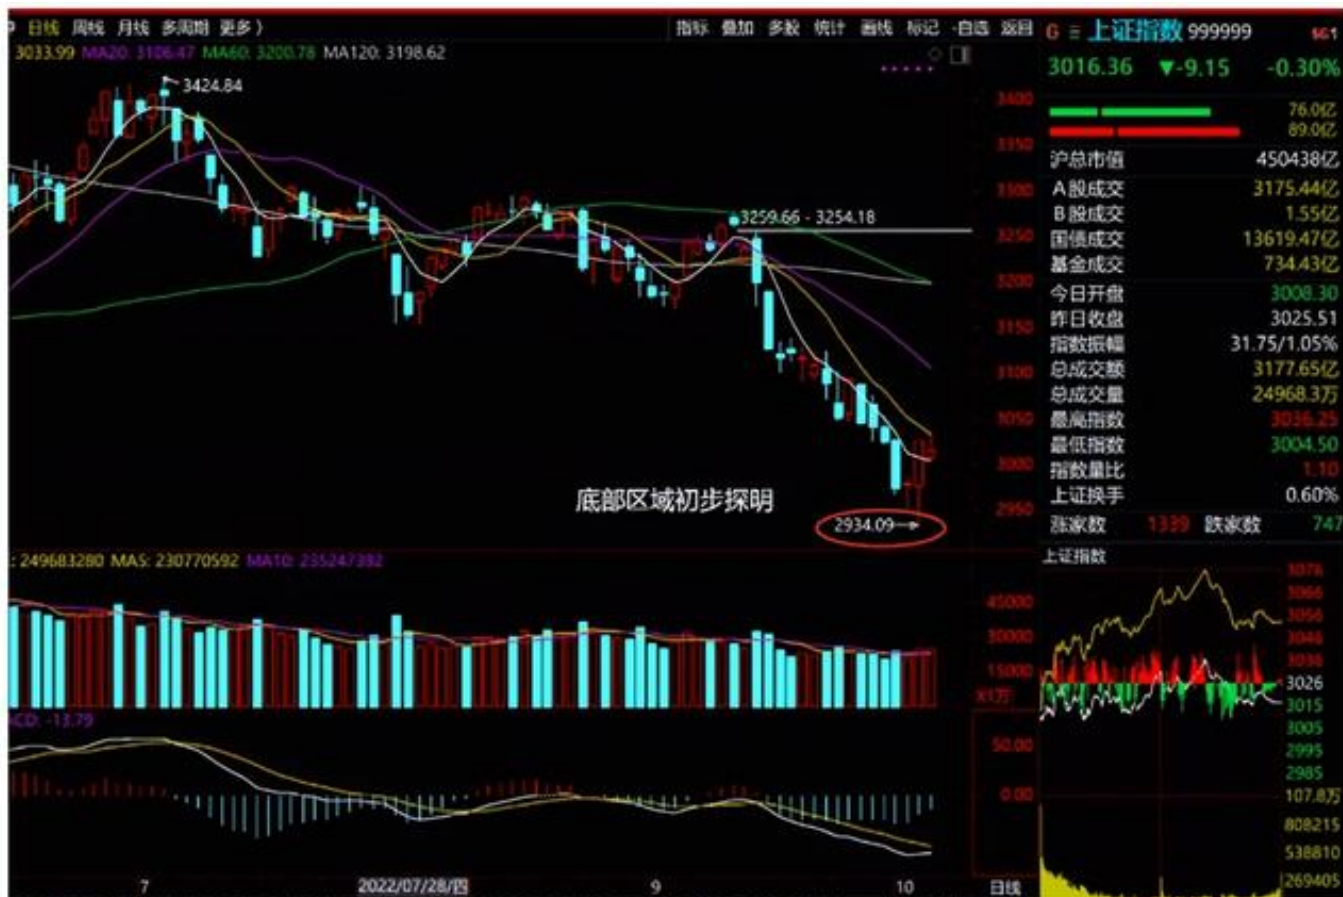 日线 周线 月线 多周期 更多 〉
指标 叠加 多股 统计 画线 标记 -自选 返回
3033.99 MA20: 3106.47 MA60: 3200.78 MA120: 3198.62
3424.84
3259.66 - 3254.18
底部区域初步探明
2934.09
3400
3350
3300
3250
3200
3150
3100
3050
3000
2950
: 249683280 MA5: 230770592 MA10: 235247392
45000
30000
15000
X1万
CD: -13.79
50.00
0.00
7 2022/07/28/四 9 10 日线
G 上证指数 999999
3016.36 ▼-9.15 -0.30%
76.0亿
89.0亿
沪总市值 450438亿
A股成交 3175.44亿
B股成交 1.55亿
国债成交 13619.47亿
基金成交 734.43亿
今日开盘 3008.30
昨日收盘 3025.51
指数振幅 31.75/1.05%
总成交额 3177.65亿
总成交量 24968.3万
最高指数 3036.25
最低指数 3004.50
指数量比 1.10
上证换手 0.60%
涨家数 1339 跌家数 747
上证指数
3076
3066
3056
3046
3036
3026
3015
3005
2995
2985
107.8万
808215
538810
269405